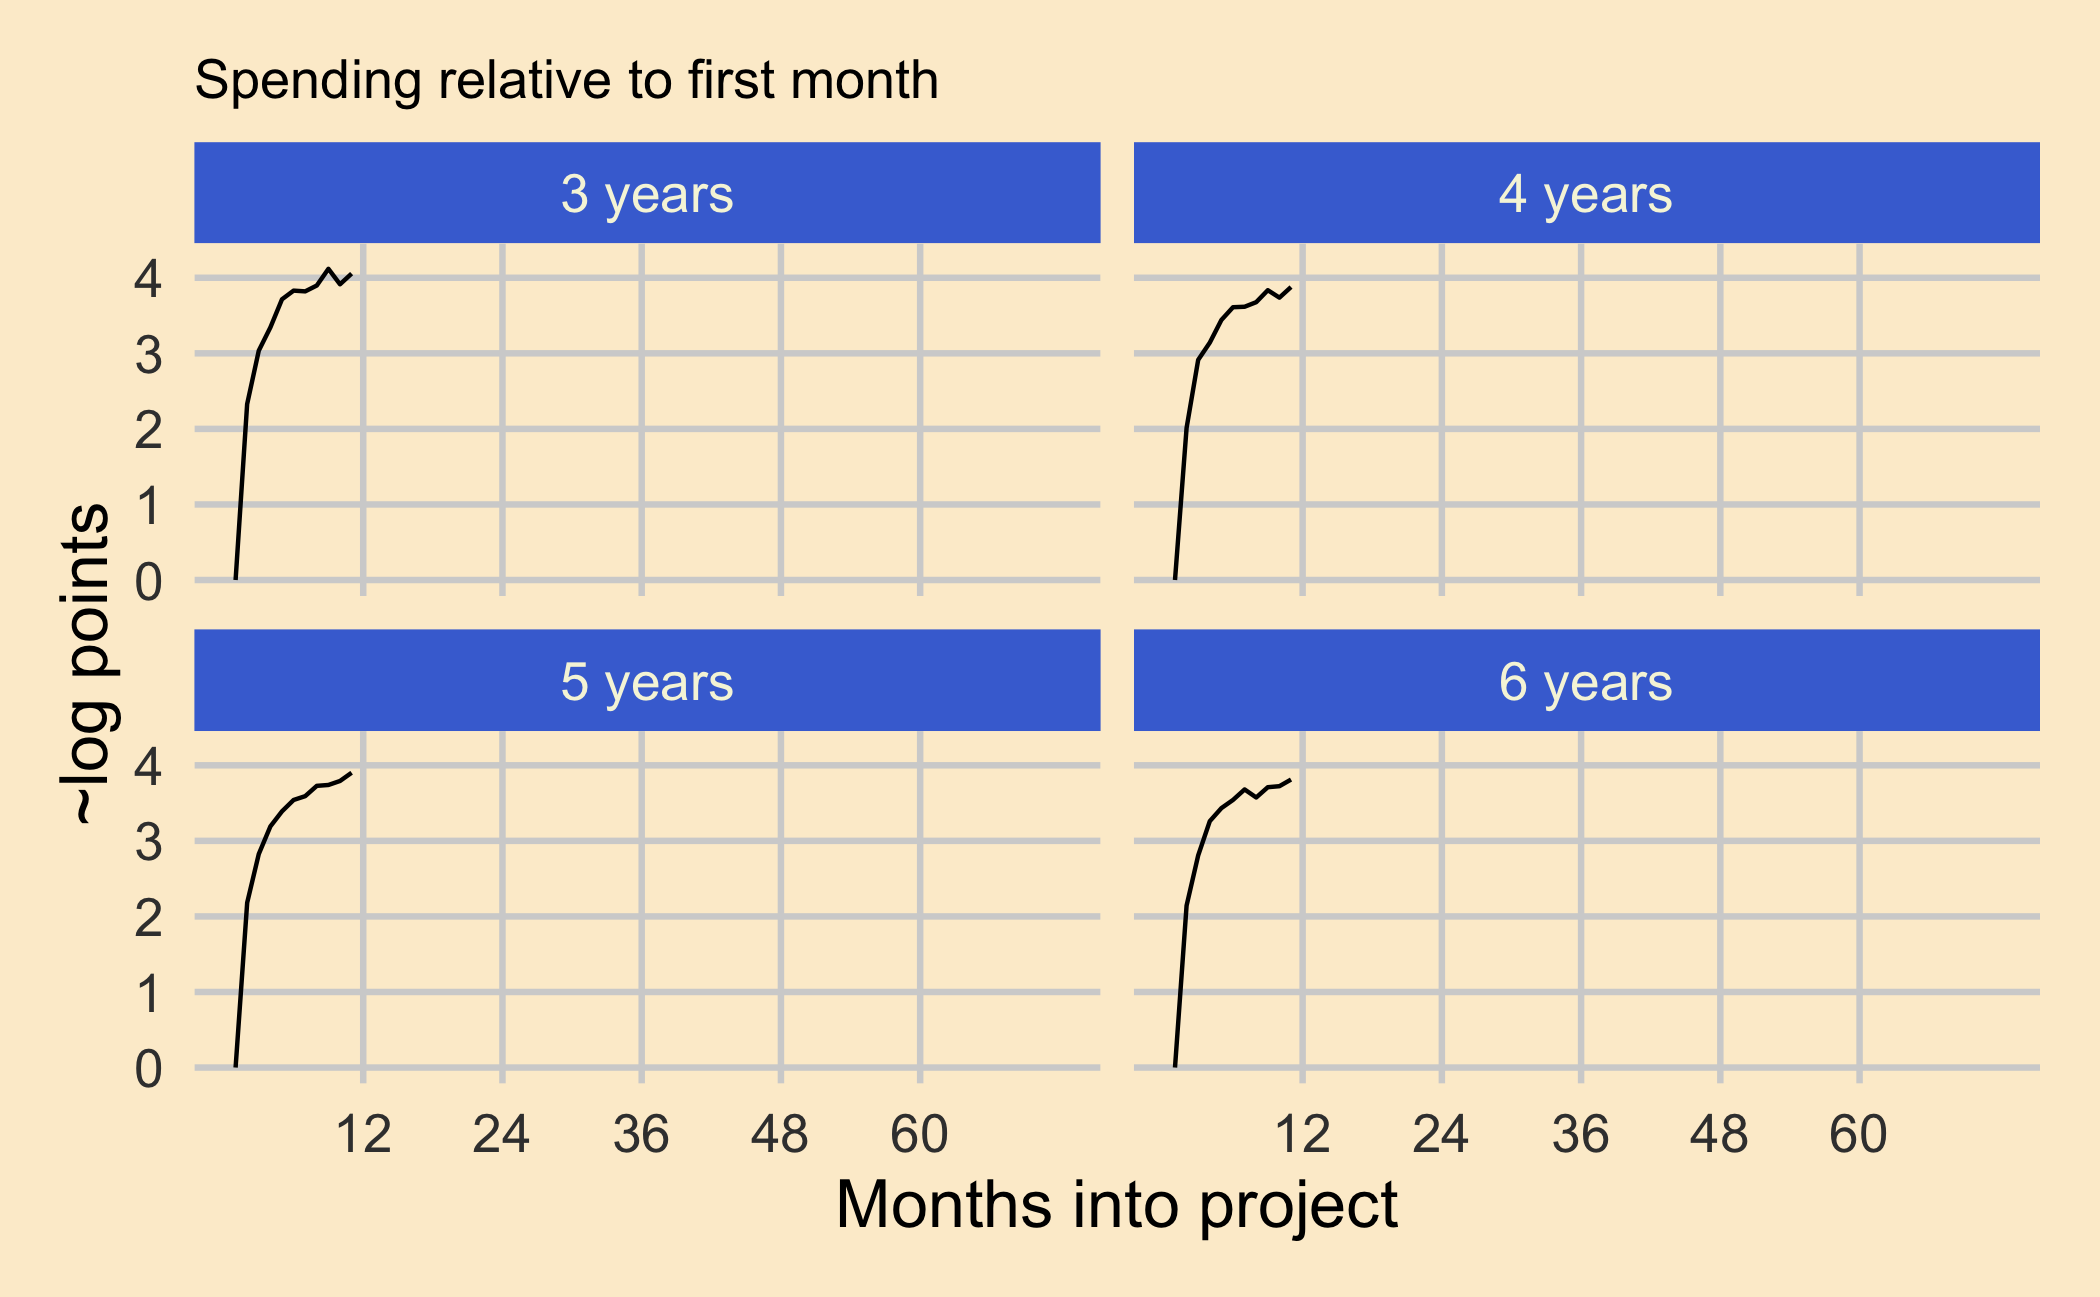 Spending relative to first month
3 years
4 years
4
3
2
1
0
5 years
6 years
4
3
2
1
0
~log points
12 24 36 48 60
12 24 36 48 60
Months into project